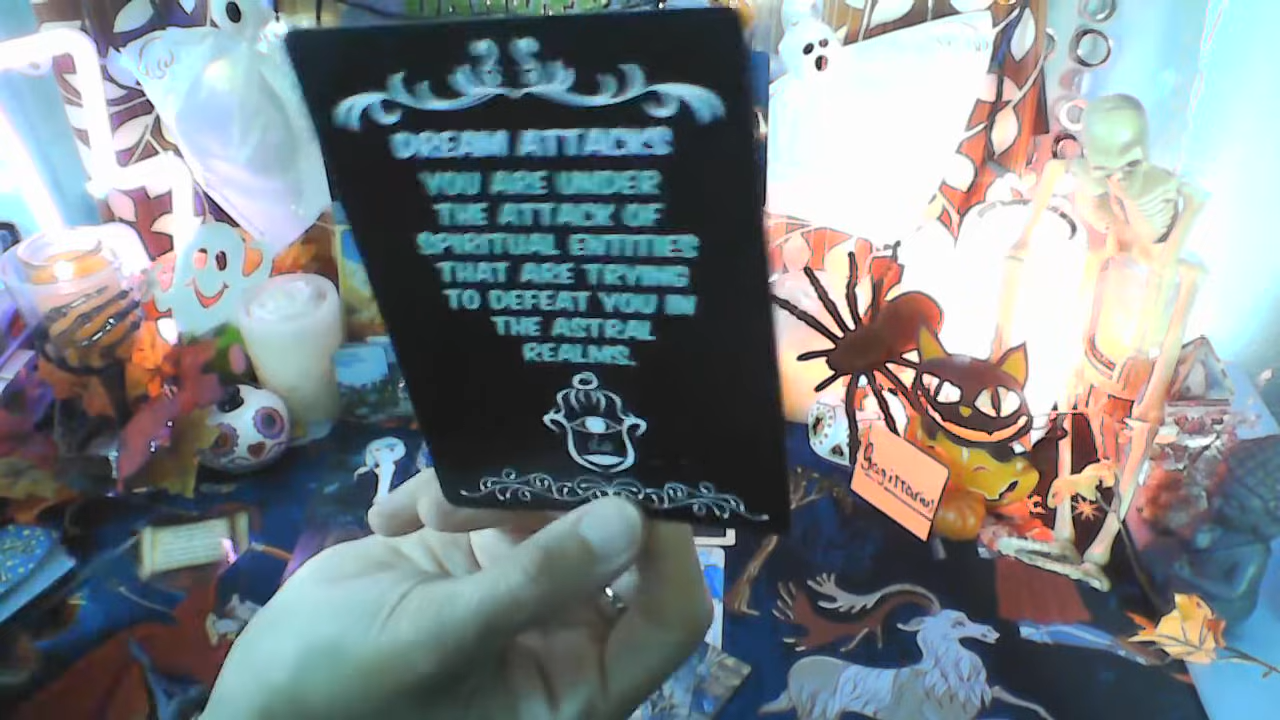 DREAM ATTACKS
YOU ARE UNDER
THE ATTACK OF
SPIRITUAL ENTITIES
THAT ARE TRYING
TO DEFEAT YOU IN
THE ASTRAL
REALMS.
Sagittarius